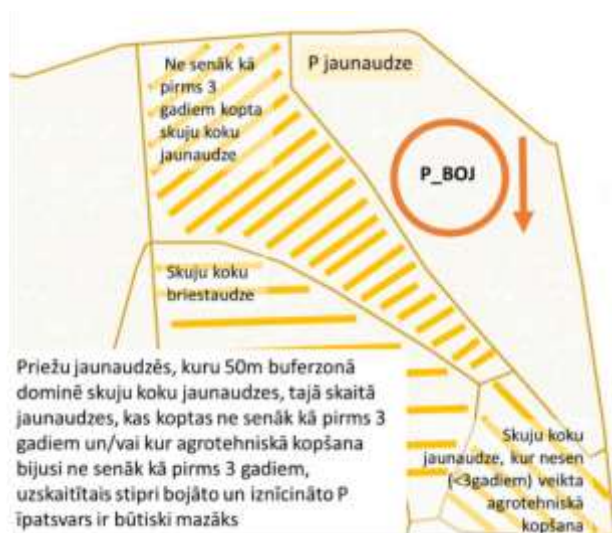 Ne senāk kā
pirms 3
gadiem kopta
skuju koku
jaunaudze
P jaunaudze
P_BOJ
Skuju koku
briestaudze
Priežu jaunaudzēs, kuru 50m buferzonā
dominē skuju koku jaunaudzes, tajā skaitā
jaunaudzes, kas koptas ne senāk kā pirms 3
gadiem un/vai kur agrotehniskā kopšana
bijusi ne senāk kā pirms 3 gadiem,
uzskaitītais stipri bojāto un iznīcināto P
īpatsvars ir būtiski mazāks
Skuju koku
jaunaudze, kur nesen
(<3gadiem) veikta
agrotehniskā
kopšana